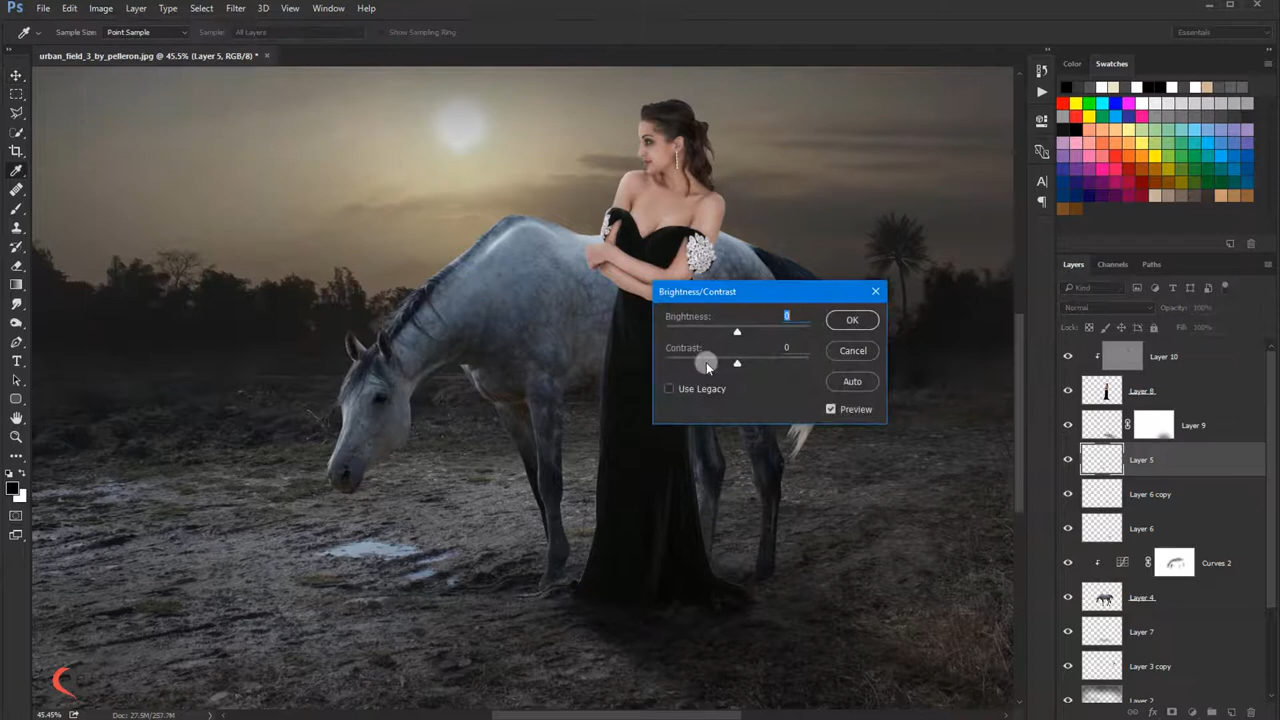 Ps File Edit Image Layer Type Select Filter 3D View Window Help
Sample Size: Point Sample Sample: All Layers Show Sampling Ring Essentials
urban_field_3_by_pelleron.jpg @ 45.5% (Layer 5, RGB/8) * ×
Color Swatches
Brightness/Contrast
Brightness: 0
OK
Contrast: 0
Cancel
Auto
Use Legacy
Preview
Layers Channels Paths
Kind
Normal Opacity: 100%
Lock: Fill: 100%
Layer 10
Layer 8
Layer 9
Layer 5
Layer 6 copy
Layer 6
Curves 2
Layer 4
Layer 7
Layer 3 copy
Layer 2
45.45% Doc: 27.5M/257.7M